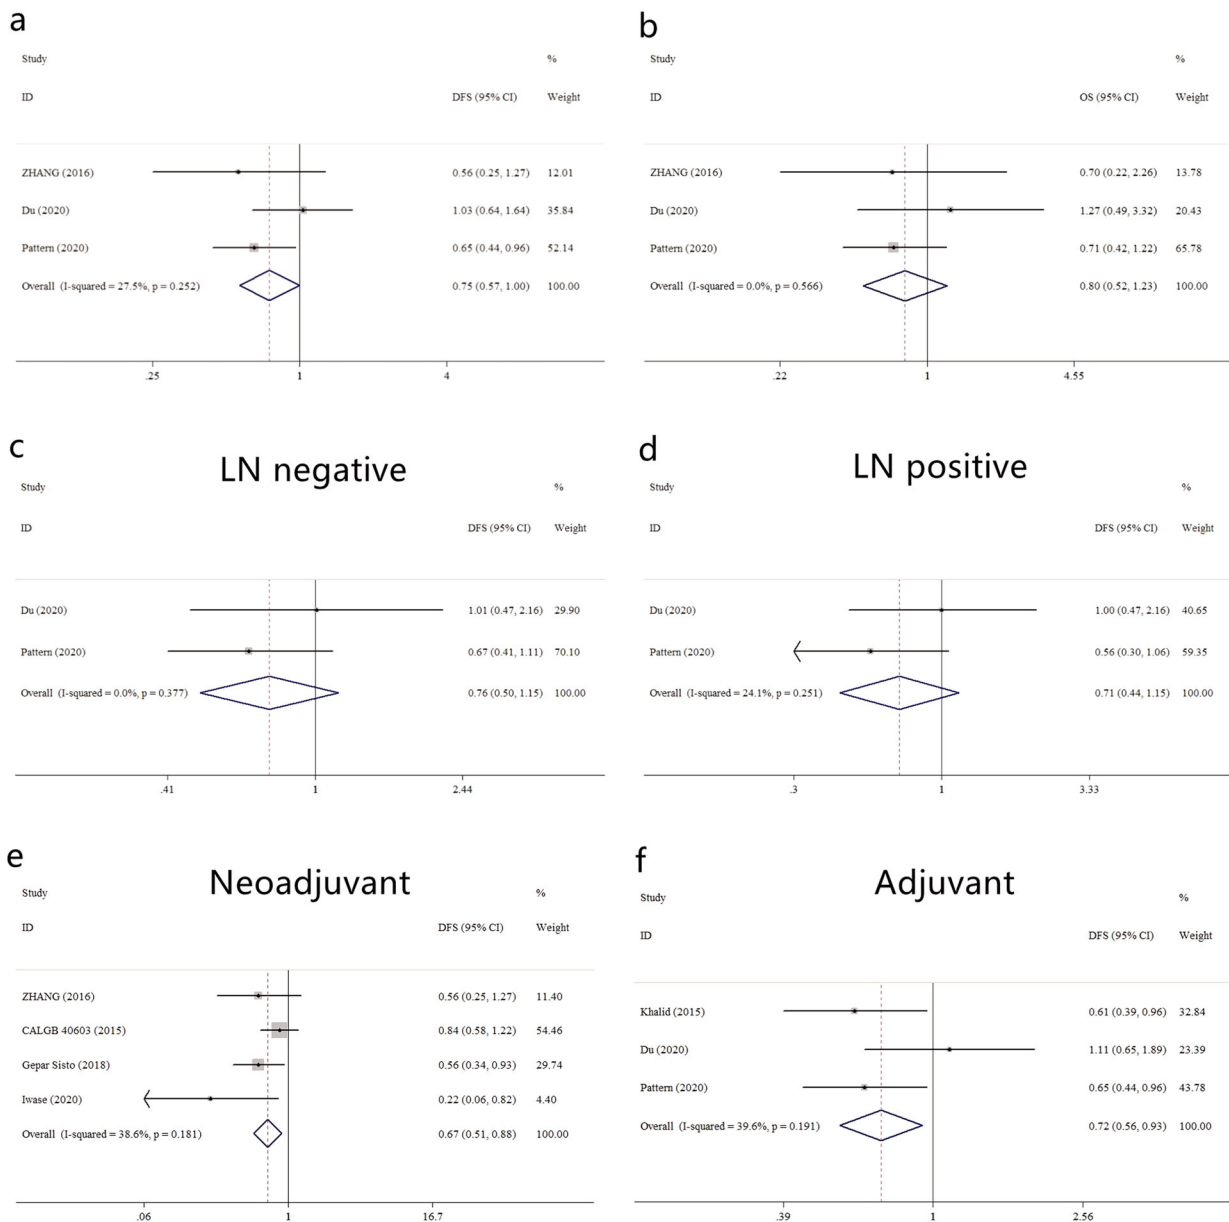 a
Study %
ID DFS (95% CI) Weight
ZHANG (2016) 0.56 (0.25, 1.27) 12.01
Du (2020) 1.03 (0.64, 1.64) 35.84
Pattern (2020) 0.65 (0.44, 0.96) 52.14
Overall (I-squared = 27.5%, p = 0.252) 0.75 (0.57, 1.00) 100.00
.25 1 4
b
Study %
ID OS (95% CI) Weight
ZHANG (2016) 0.70 (0.22, 2.26) 13.78
Du (2020) 1.27 (0.49, 3.32) 20.43
Pattern (2020) 0.71 (0.42, 1.22) 65.78
Overall (I-squared = 0.0%, p = 0.566) 0.80 (0.52, 1.23) 100.00
.22 1 4.55
c
LN negative
Study %
ID DFS (95% CI) Weight
Du (2020) 1.01 (0.47, 2.16) 29.90
Pattern (2020) 0.67 (0.41, 1.11) 70.10
Overall (I-squared = 0.0%, p = 0.377) 0.76 (0.50, 1.15) 100.00
.41 1 2.44
d
LN positive
Study %
ID DFS (95% CI) Weight
Du (2020) 1.00 (0.47, 2.16) 40.65
Pattern (2020) 0.56 (0.30, 1.06) 59.35
Overall (I-squared = 24.1%, p = 0.251) 0.71 (0.44, 1.15) 100.00
.3 1 3.33
e
Neoadjuvant
Study %
ID DFS (95% CI) Weight
ZHANG (2016) 0.56 (0.25, 1.27) 11.40
CALGB 40603 (2015) 0.84 (0.58, 1.22) 54.46
Gepar Sisto (2018) 0.56 (0.34, 0.93) 29.74
Iwase (2020) 0.22 (0.06, 0.82) 4.40
Overall (I-squared = 38.6%, p = 0.181) 0.67 (0.51, 0.88) 100.00
.06 1 16.7
f
Adjuvant
Study %
ID DFS (95% CI) Weight
Khalid (2015) 0.61 (0.39, 0.96) 32.84
Du (2020) 1.11 (0.65, 1.89) 23.39
Pattern (2020) 0.65 (0.44, 0.96) 43.78
Overall (I-squared = 39.6%, p = 0.191) 0.72 (0.56, 0.93) 100.00
.39 1 2.56